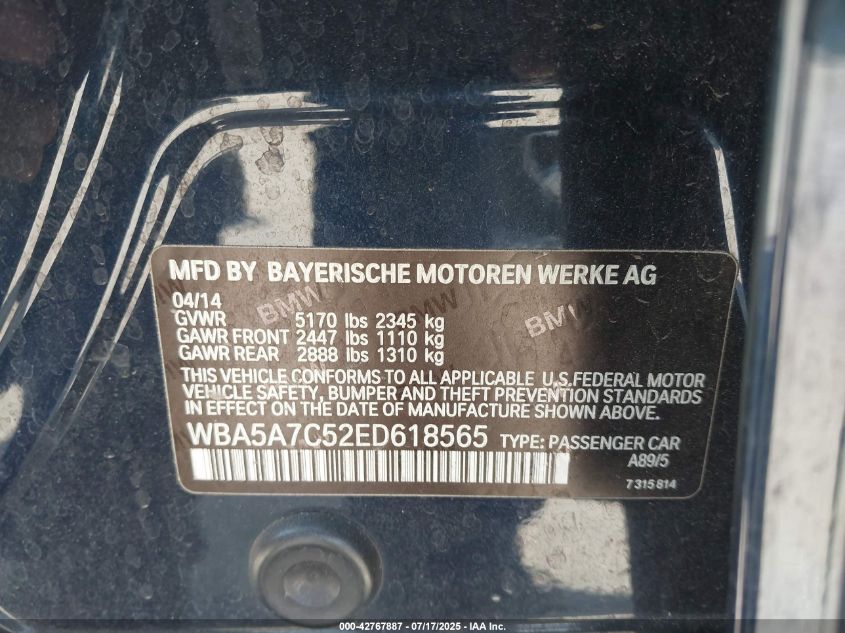 MFD BY BAYERISCHE MOTOREN WERKE AG
04/14
GVWR 5170 lbs 2345 kg
GAWR FRONT 2447 lbs 1110 kg
GAWR REAR 2888 lbs 1310 kg
THIS VEHICLE CONFORMS TO ALL APPLICABLE U.S.FEDERAL MOTOR
VEHICLE SAFETY, BUMPER AND THEFT PREVENTION STANDARDS
IN EFFECT ON THE DATE OF MANUFACTURE SHOWN ABOVE.
WBA5A7C52ED618565 TYPE: PASSENGER CAR
A89/5
7315814
BMW
BMW
000-42767887 - 07/17/2025 - IAA Inc.